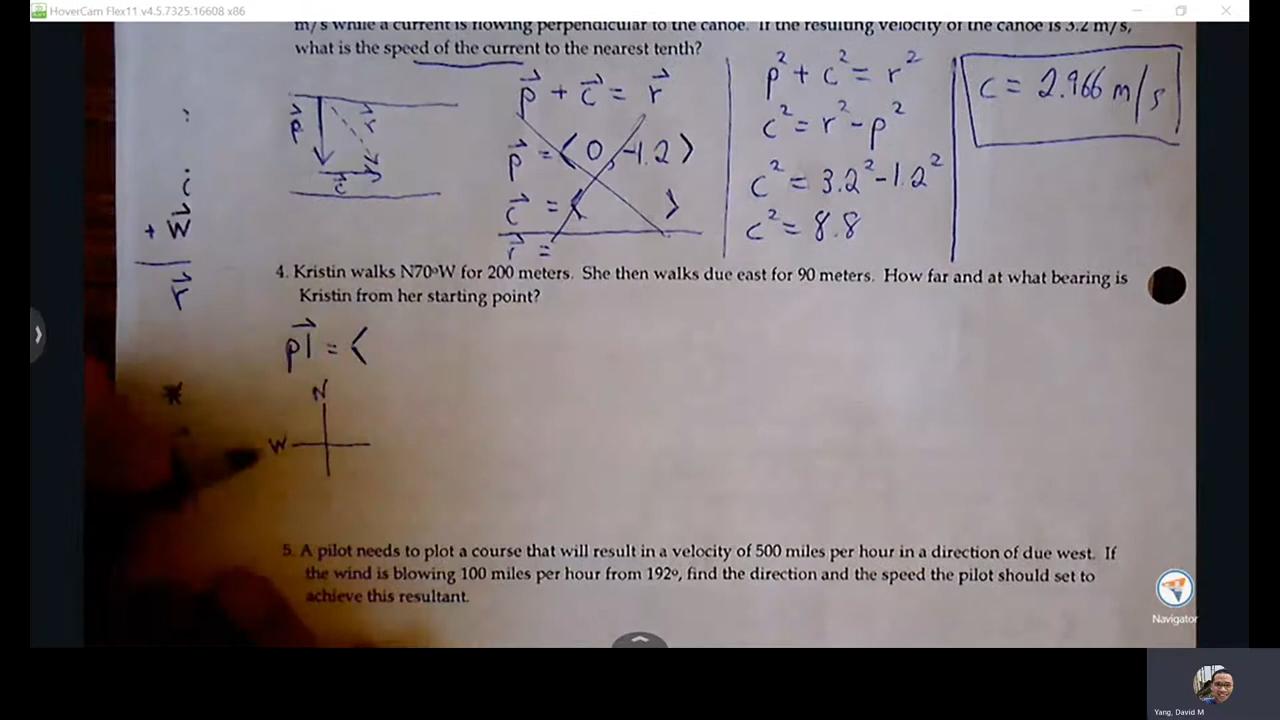 HoverCam Flex11 v4.5.7325.16608 x86
m/s while a current is flowing perpendicular to the canoe. If the resulting velocity of the canoe is 3.2 m/s,
what is the speed of the current to the nearest tenth?
p + c = r
p = ⟨0, -1.2⟩
c = ⟨ ⟩
r =
p
r
c
p² + c² = r²
c² = r² - p²
c² = 3.2² - 1.2²
c² = 8.8
c = 2.966 m/s
+ w
r
4. Kristin walks N70°W for 200 meters. She then walks due east for 90 meters. How far and at what bearing is
Kristin from her starting point?
p1 = ⟨
N
W
*
5. A pilot needs to plot a course that will result in a velocity of 500 miles per hour in a direction of due west. If
the wind is blowing 100 miles per hour from 192°, find the direction and the speed the pilot should set to
achieve this resultant.
Navigator
Yang, David M